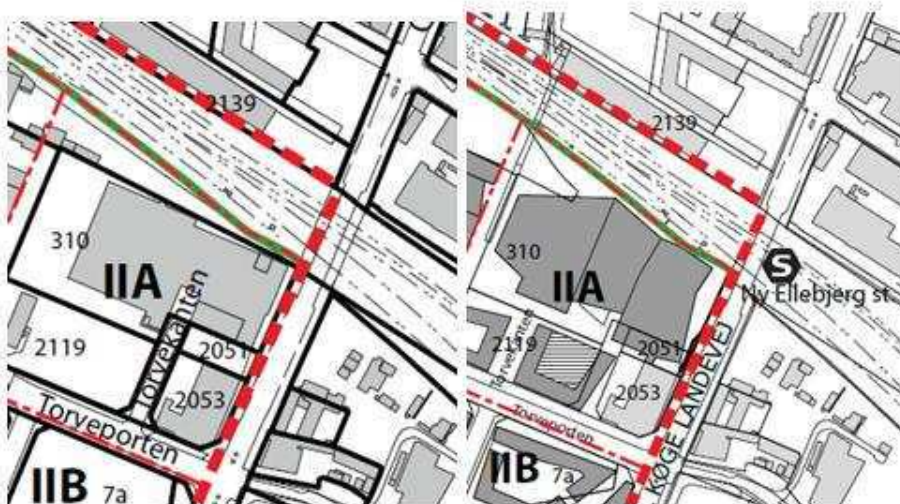 2139
310
IIA
Torvekanten
2119
2051
2053
Torveporten
IIB
7a
2139
310
IIA
S
Ny Ellebjerg st.
2119
Torveporten
2051
2053
KØGE LANDEVEJ
Torveporten
IIB
7a